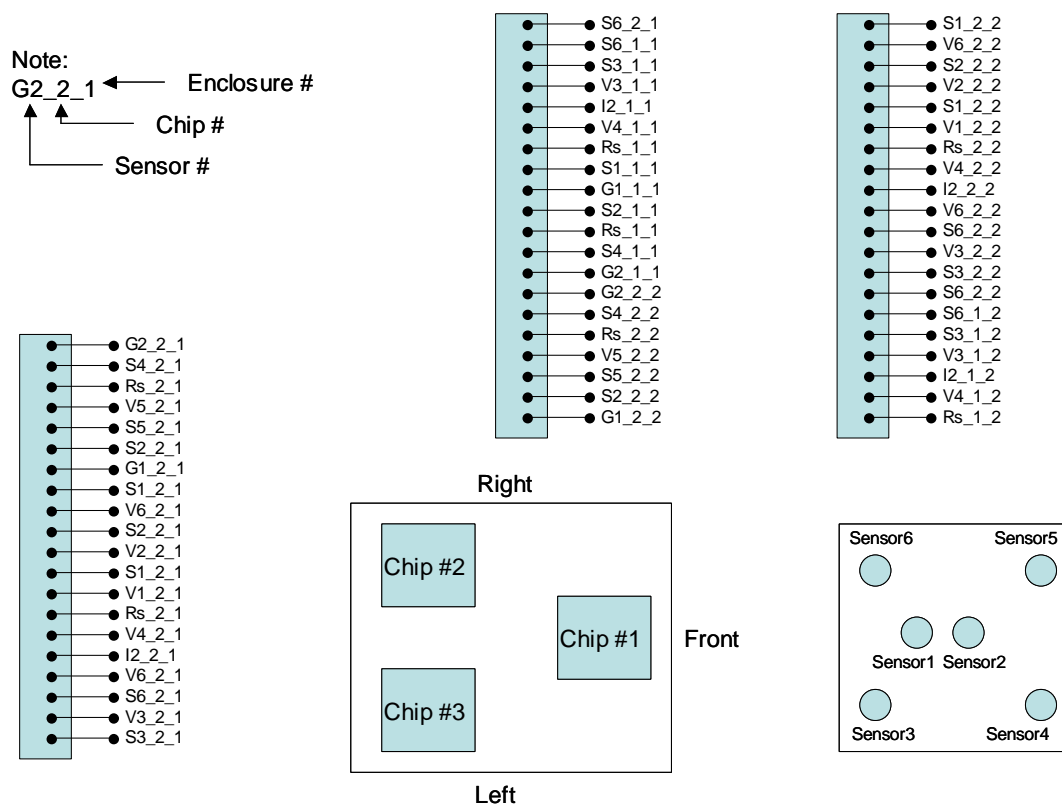 Note:
G2_2_1
Enclosure #
Chip #
Sensor #
S6_2_1
S6_1_1
S3_1_1
V3_1_1
I2_1_1
V4_1_1
Rs_1_1
S1_1_1
G1_1_1
S2_1_1
Rs_1_1
S4_1_1
G2_1_1
G2_2_2
S4_2_2
Rs_2_2
V5_2_2
S5_2_2
S2_2_2
G1_2_2
S1_2_2
V6_2_2
S2_2_2
V2_2_2
S1_2_2
V1_2_2
Rs_2_2
V4_2_2
I2_2_2
V6_2_2
S6_2_2
V3_2_2
S3_2_2
S6_2_2
S6_1_2
S3_1_2
V3_1_2
I2_1_2
V4_1_2
Rs_1_2
G2_2_1
S4_2_1
Rs_2_1
V5_2_1
S5_2_1
S2_2_1
G1_2_1
S1_2_1
V6_2_1
S2_2_1
V2_2_1
S1_2_1
V1_2_1
Rs_2_1
V4_2_1
I2_2_1
V6_2_1
S6_2_1
V3_2_1
S3_2_1
Right
Chip #2
Chip #1
Front
Chip #3
Left
Sensor6
Sensor5
Sensor1
Sensor2
Sensor3
Sensor4